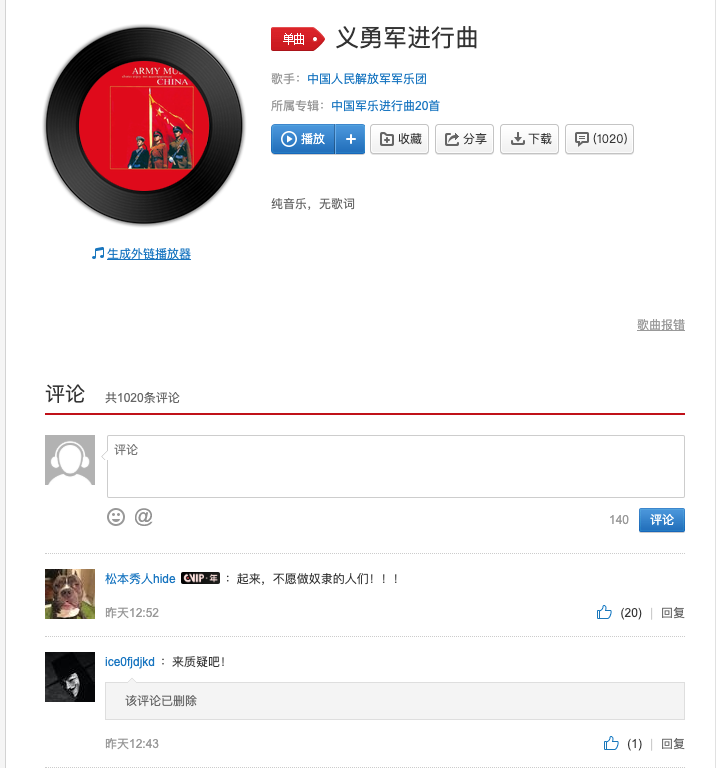 ARMY MU
CHINA
单曲 义勇军进行曲
歌手：中国人民解放军军乐团
所属专辑：中国军乐进行曲20首
播放 + 收藏 分享 下载 (1020)
纯音乐，无歌词
生成外链播放器
歌曲报错
评论 共1020条评论
评论
140 评论
松本秀人hide CVIP·年 ：起来，不愿做奴隶的人们！！！
昨天12:52 (20) | 回复
ice0fjdjkd ：来质疑吧！
该评论已删除
昨天12:43 (1) | 回复